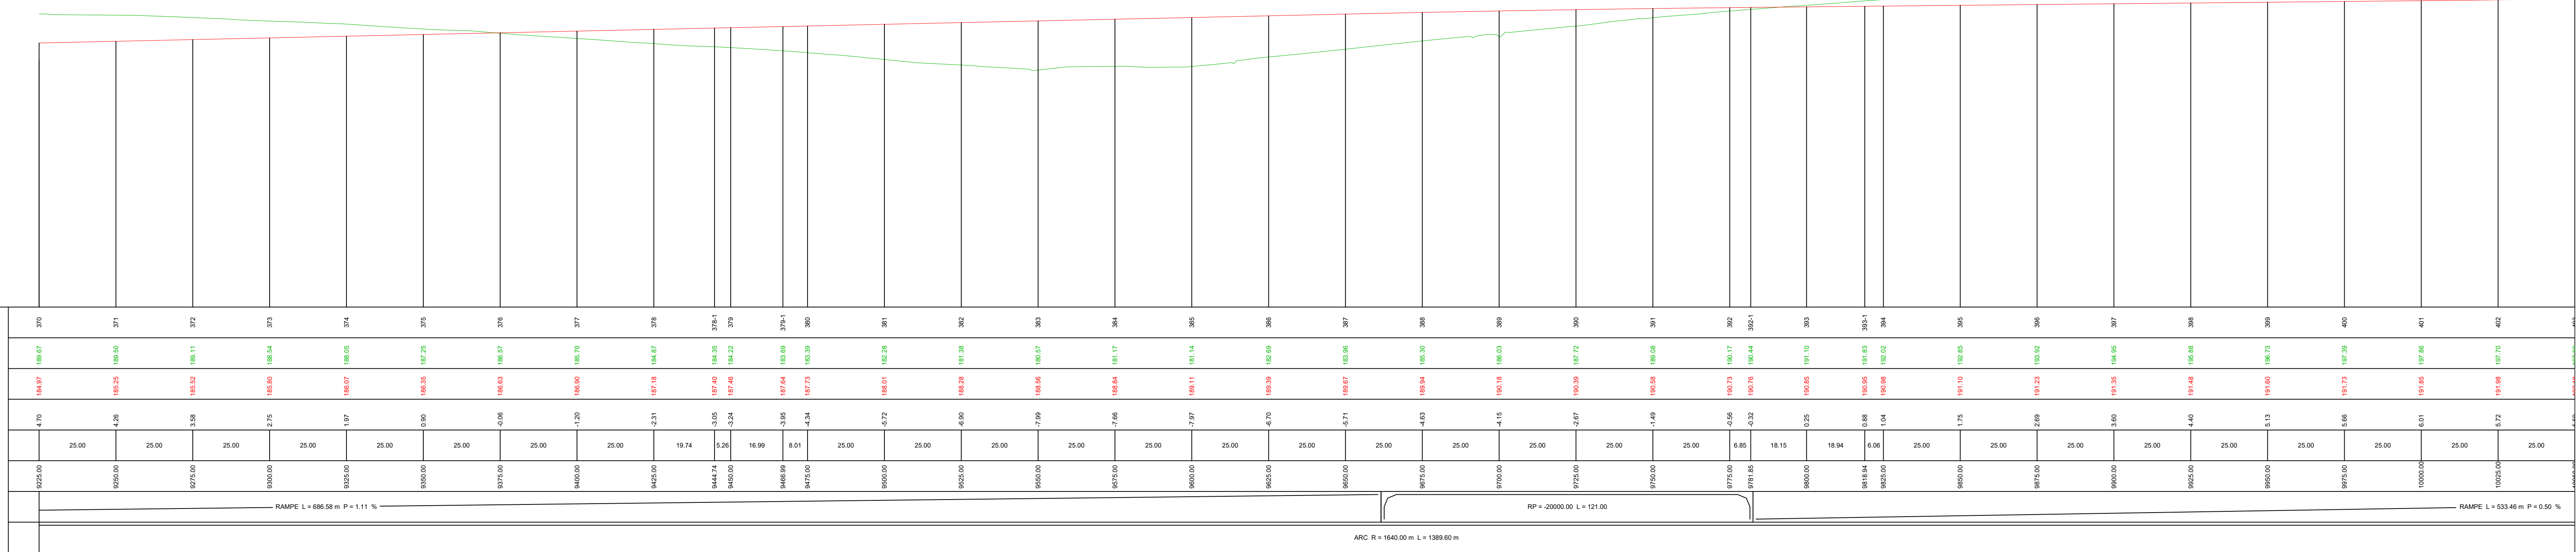 370 371 372 373 374 375 376 377 378 378-1 379 379-1 380 381 382 383 384 385 386 387 388 389 390 391 392 392-1 393 393-1 394 395 396 397 398 399 400 401 402
189.67 189.50 189.11 188.54 188.05 187.25 186.57 185.70 184.87 184.35 184.22 183.69 183.39 182.28 181.38 180.57 181.17 181.14 182.69 183.96 185.30 186.03 187.72 189.08 190.17 190.44 191.10 191.83 192.02 192.85 193.92 194.95 195.88 196.73 197.39 197.86 197.70
184.97 185.25 185.52 185.80 186.07 186.35 186.63 186.90 187.18 187.40 187.46 187.64 187.73 188.01 188.28 188.56 188.84 189.11 189.39 189.67 189.94 190.18 190.39 190.58 190.73 190.76 190.85 190.95 190.98 191.10 191.23 191.35 191.48 191.60 191.73 191.85 191.98
4.70 4.26 3.58 2.75 1.97 0.90 -0.06 -1.20 -2.31 -3.05 -3.24 -3.95 -4.34 -5.72 -6.90 -7.99 -7.66 -7.97 -6.70 -5.71 -4.63 -4.15 -2.67 -1.49 -0.56 -0.32 0.25 0.88 1.04 1.75 2.69 3.60 4.40 5.13 5.66 6.01 5.72
25.00 25.00 25.00 25.00 25.00 25.00 25.00 25.00 19.74 5.26 16.99 8.01 25.00 25.00 25.00 25.00 25.00 25.00 25.00 25.00 25.00 25.00 25.00 25.00 6.85 18.15 18.94 6.06 25.00 25.00 25.00 25.00 25.00 25.00 25.00 25.00 25.00
9225.00 9250.00 9275.00 9300.00 9325.00 9350.00 9375.00 9400.00 9425.00 9444.74 9450.00 9466.99 9475.00 9500.00 9525.00 9550.00 9575.00 9600.00 9625.00 9650.00 9675.00 9700.00 9725.00 9750.00 9775.00 9781.85 9800.00 9818.94 9825.00 9850.00 9875.00 9900.00 9925.00 9950.00 9975.00 10000.00 10025.00
RAMPE L = 686.58 m P = 1.11 % RP = -20000.00 L = 121.00 RAMPE L = 533.46 m P = 0.50 %
ARC R = 1640.00 m L = 1389.60 m